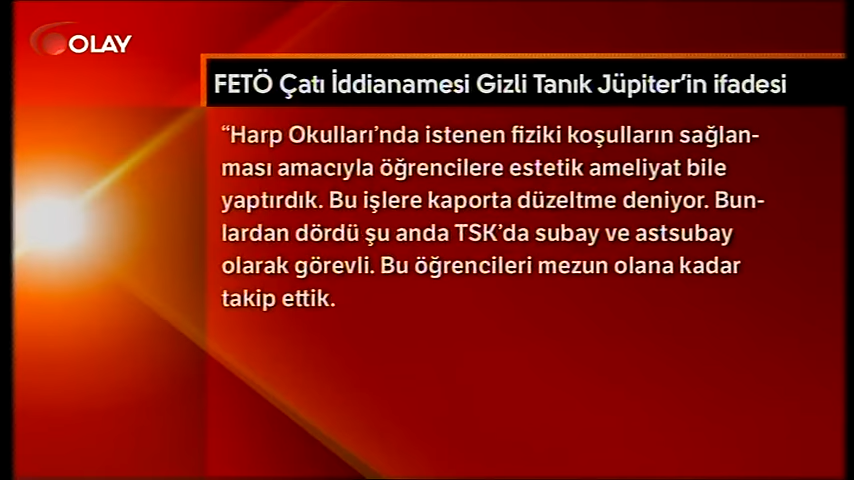 OLAY
FETÖ Çatı İddianamesi Gizli Tanık Jüpiter’in ifadesi
“Harp Okulları’nda istenen fiziki koşulların sağlan-
ması amacıyla öğrencilere estetik ameliyat bile
yaptırdık. Bu işlere kaporta düzeltme deniyor. Bun-
lardan dördü şu anda TSK’da subay ve astsubay
olarak görevli. Bu öğrencileri mezun olana kadar
takip ettik.